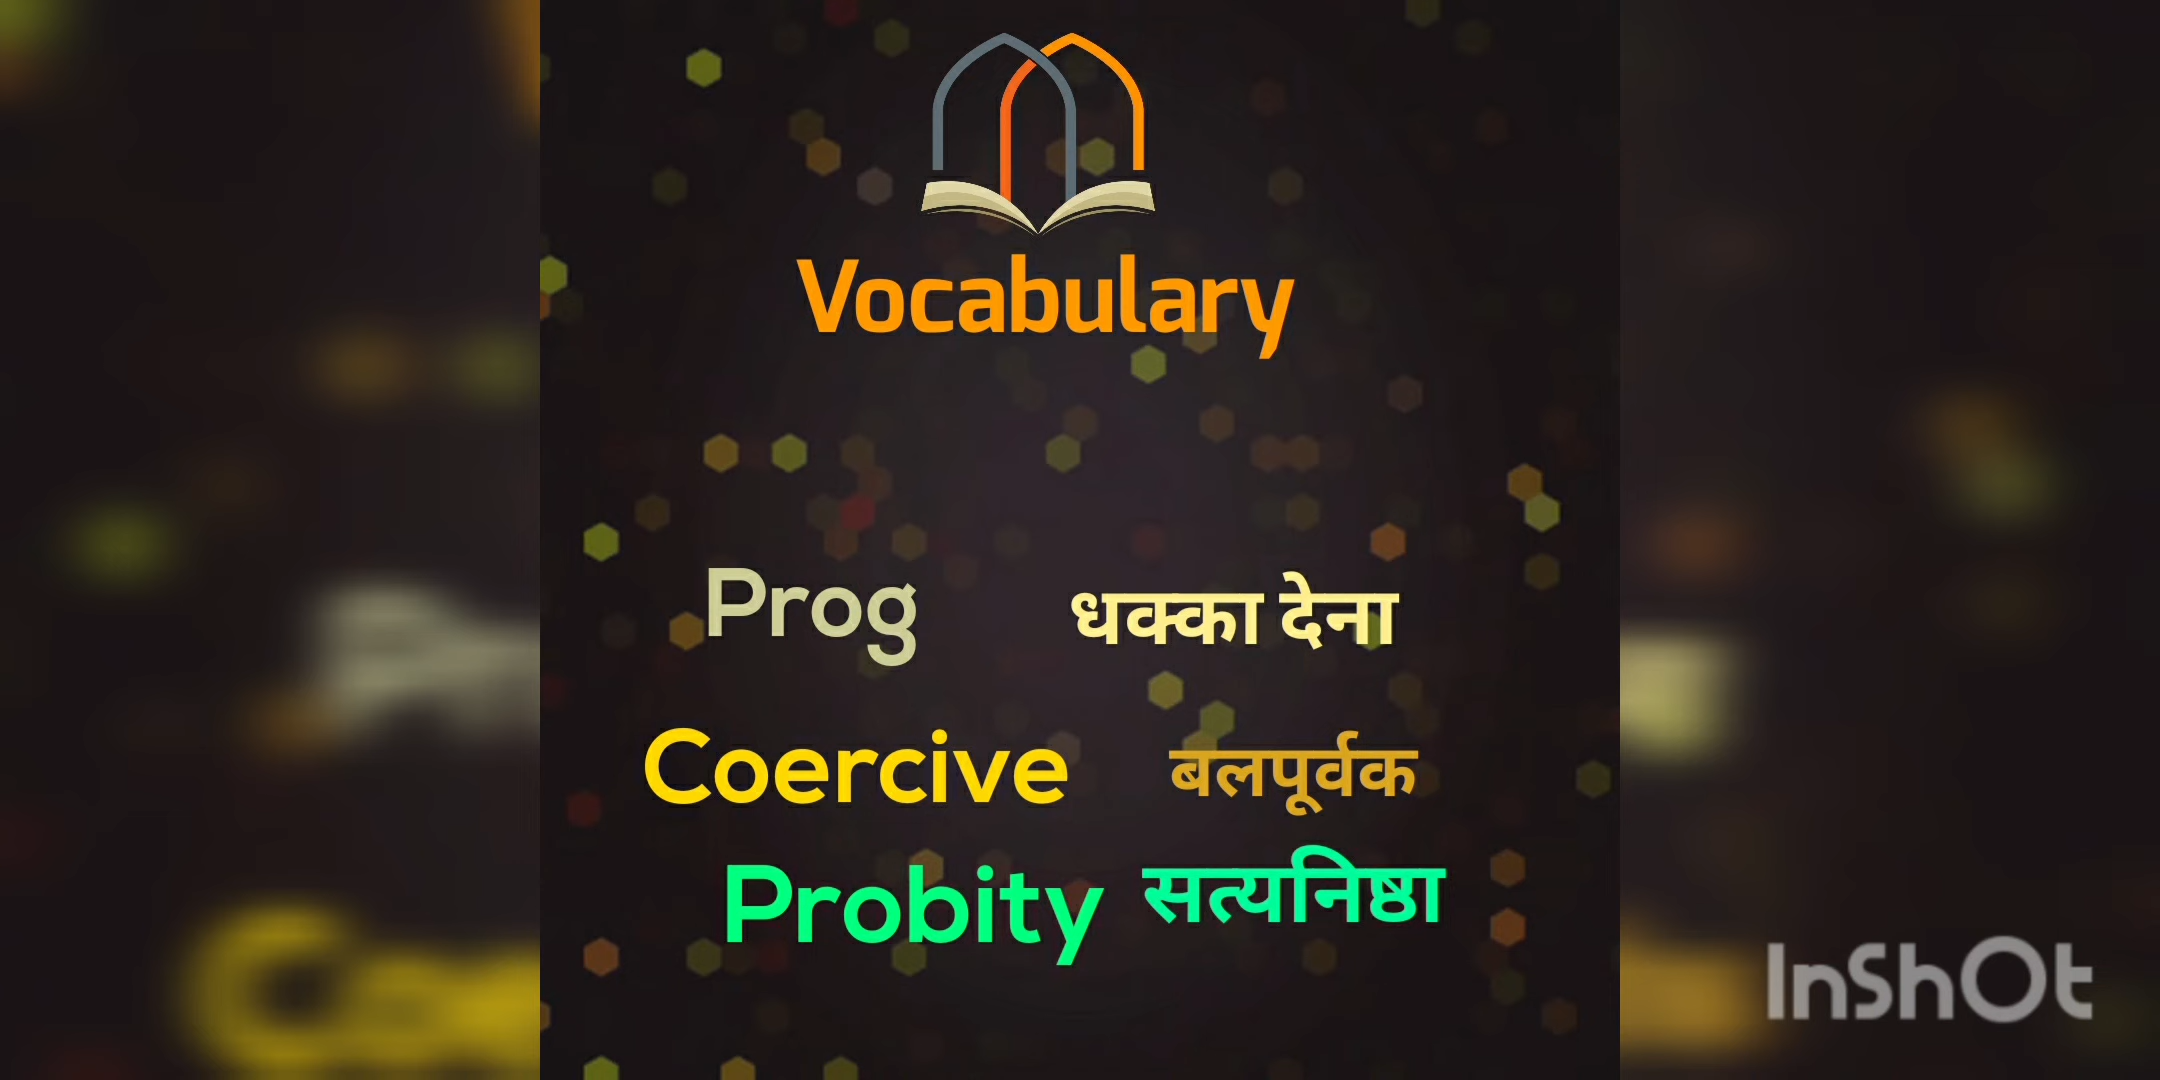 Vocabulary
Prog धक्का देना
Coercive बलपूर्वक
Probity सत्यनिष्ठा
InShOt